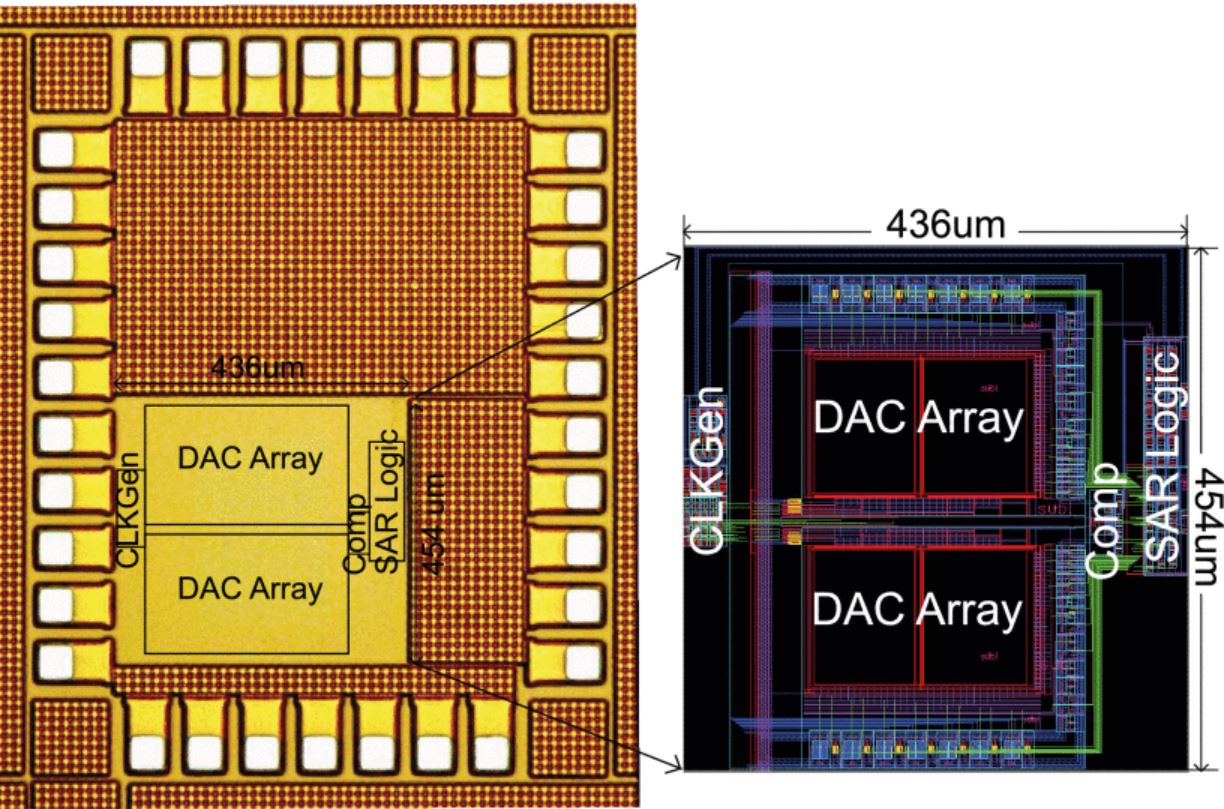 436um
DAC Array
CLKGen
Comp
SAR Logic
454 um
DAC Array
436um
DAC Array
CLKGen
sub
Comp
SAR Logic
454um
DAC Array